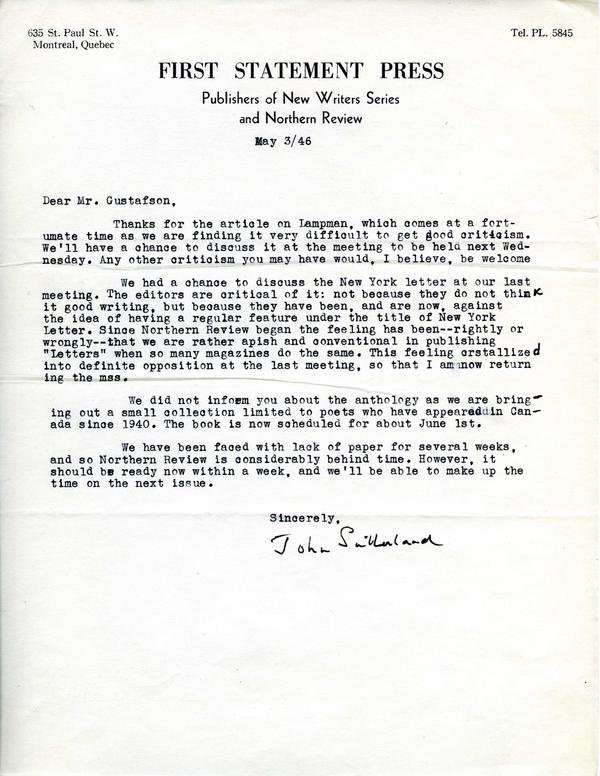 635 St. Paul St. W.
Montreal, Quebec
Tel. PL. 5845
FIRST STATEMENT PRESS
Publishers of New Writers Series
and Northern Review
May 3/46
Dear Mr. Gustafson,
Thanks for the article on Lampman, which comes at a fort-
umate time as we are finding it very difficult to get good criticism.
We'll have a chance to discuss it at the meeting to be held next Wed-
nesday. Any other criticism you may have would, I believe, be welcome
We had a chance to discuss the New York letter at our last
meeting. The editors are critical of it: not because they do not think
it good writing, but because they have been, and are now, against
the idea of having a regular feature under the title of New York
Letter. Since Northern Review began the feeling has been--rightly or
wrongly--that we are rather apish and conventional in publishing
"Letters" when so many magazines do the same. This feeling crstallized
into definite opposition at the last meeting, so that I am now return
ing the mss.
We did not inform you about the anthology as we are bring-
ing out a small collection limited to poets who have appeared in Can-
ada since 1940. The book is now scheduled for about June 1st.
We have been faced with lack of paper for several weeks,
and so Northern Review is considerably behind time. However, it
should be ready now within a week, and we'll be able to make up the
time on the next issue.
Sincerely,
John Sutherland